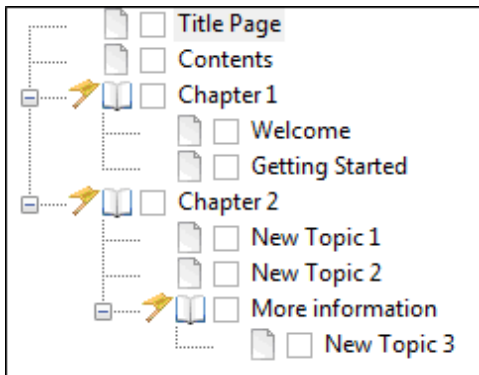 Title Page
Contents
Chapter 1
Welcome
Getting Started
Chapter 2
New Topic 1
New Topic 2
More information
New Topic 3